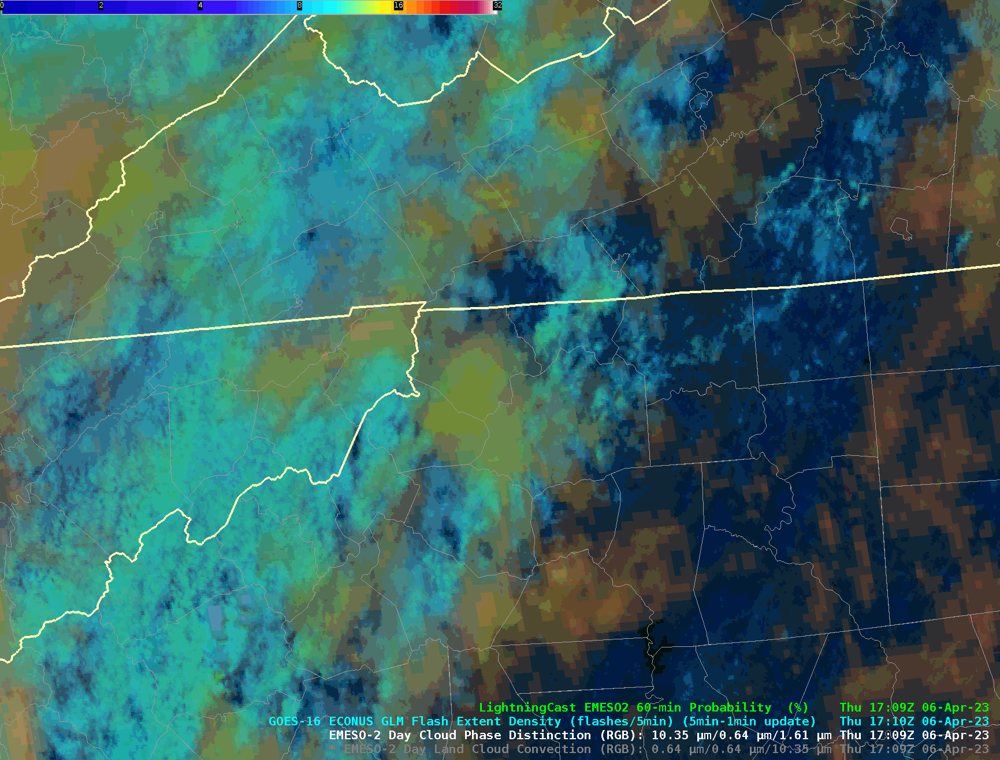 0 2 4 8 16 32
LightningCast EMESO2 60-min Probability (%) Thu 17:09Z 06-Apr-23
GOES-16 ECONUS GLM Flash Extent Density (flashes/5min) (5min-1min update) Thu 17:10Z 06-Apr-23
EMESO-2 Day Cloud Phase Distinction (RGB): 10.35 µm/0.64 µm/1.61 µm Thu 17:09Z 06-Apr-23
* EMESO-2 Day Land Cloud Convection (RGB): 0.64 µm/0.64 µm/10.35 µm Thu 17:09Z 06-Apr-23